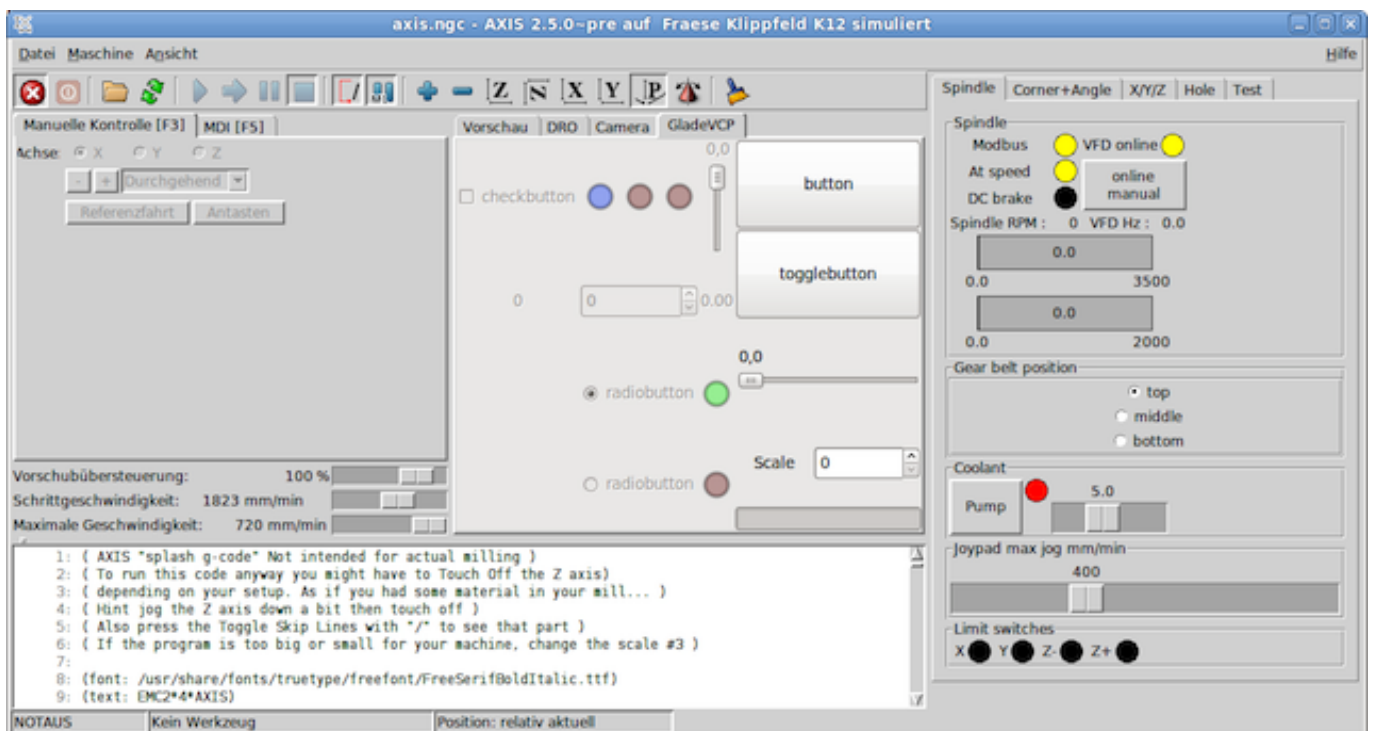 axis.ngc - AXIS 2.5.0~pre auf Fraese Klippfeld K12 simuliert
Datei Maschine Ansicht Hilfe
Z N X Y P
Manuelle Kontrolle [F3] MDI [F5]
Achse: X Y Z
- + Durchgehend
Referenzfahrt Antasten
Vorschubübersteuerung: 100 %
Schrittgeschwindigkeit: 1823 mm/min
Maximale Geschwindigkeit: 720 mm/min
Vorschau DRO Camera GladeVCP
0,0
checkbutton
button
togglebutton
0 0 0.00
0,0
radiobutton
Scale 0
radiobutton
Spindle Corner+Angle X/Y/Z Hole Test
Spindle
Modbus VFD online
At speed
online
manual
DC brake
Spindle RPM : 0 VFD Hz : 0.0
0.0
0.0 3500
0.0
0.0 2000
Gear belt position
top
middle
bottom
Coolant
Pump
5.0
Joypad max jog mm/min
400
Limit switches
X Y Z- Z+
1: ( AXIS "splash g-code" Not intended for actual milling )
2: ( To run this code anyway you might have to Touch Off the Z axis)
3: ( depending on your setup. As if you had some material in your mill... )
4: ( Hint jog the Z axis down a bit then touch off )
5: ( Also press the Toggle Skip Lines with "/" to see that part )
6: ( If the program is too big or small for your machine, change the scale #3 )
7:
8: (font: /usr/share/fonts/truetype/freefont/FreeSerifBoldItalic.ttf)
9: (text: EMC2*4*AXIS)
NOTAUS Kein Werkzeug Position: relativ aktuell